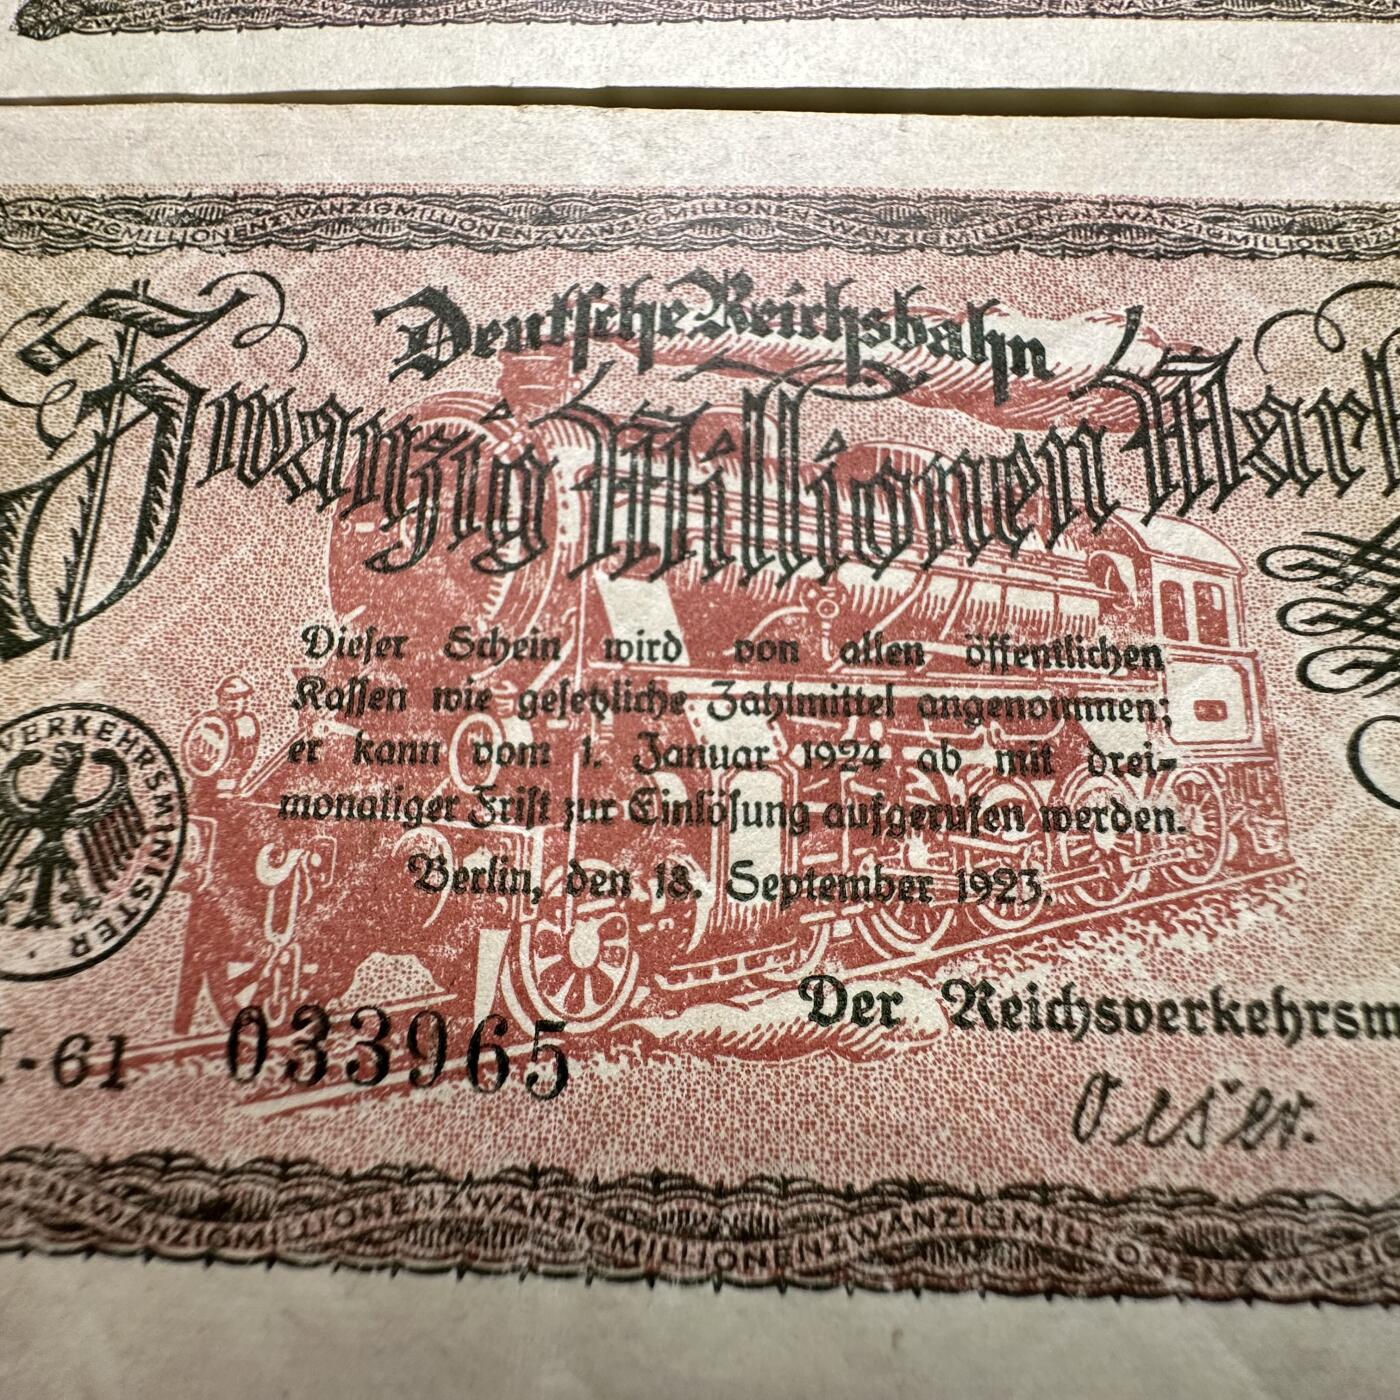 ZWANZIGMILLIONENZWANZIGMILLIONENZWANZIGMILLIONENZWANZIGMILLIONENZWANZIGMILLIONENZ
Deutsche Reichsbahn
Zwanzig Millionen Mark
Dieser Schein wird von allen öffentlichen
Kassen wie gesetzliche Zahlmittel angenommen;
er kann vom 1. Januar 1924 ab mit drei-
monatiger Frist zur Einlösung aufgerufen werden.
VERKEHRSMINISTER
Berlin, den 18. September 1923.
Der Reichsverkehrsm
-61 033965
Oeser.
ZWANZIGMILLIONENZWANZIGMILLIONENZWANZIGMILLIONENZWANZIG